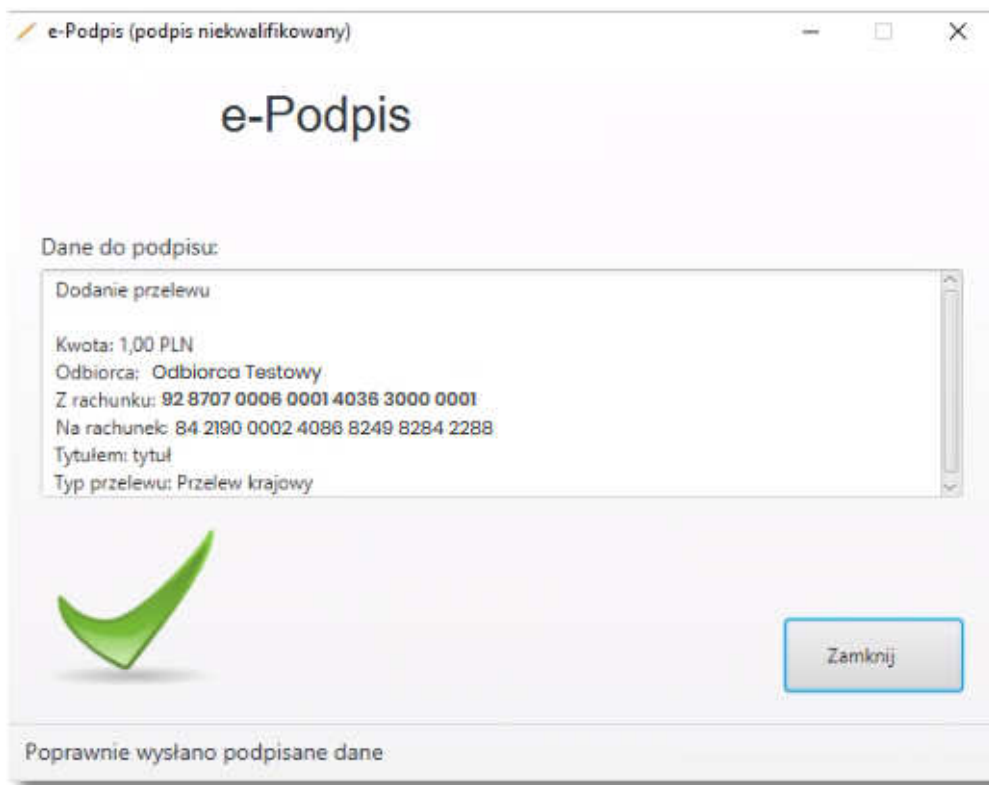 e-Podpis (podpis niekwalifikowany)
e-Podpis
Dane do podpisu:
Dodanie przelewu
Kwota: 1,00 PLN
Odbiorca: Odbiorca Testowy
Z rachunku: 92 8707 0006 0001 4036 3000 0001
Na rachunek: 84 2190 0002 4086 8249 8284 2288
Tytułem: tytuł
Typ przelewu: Przelew krajowy
Zamknij
Poprawnie wysłano podpisane dane